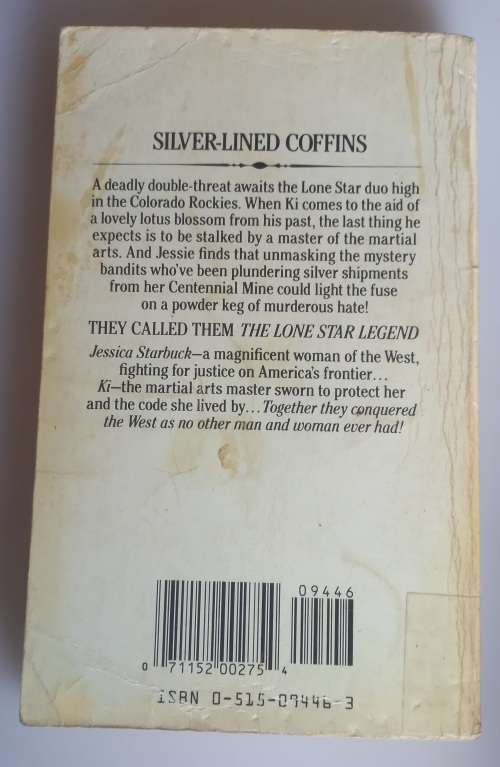 SILVER-LINED COFFINS
A deadly double-threat awaits the Lone Star duo high
in the Colorado Rockies. When Ki comes to the aid of
a lovely lotus blossom from his past, the last thing he
expects is to be stalked by a master of the martial
arts. And Jessie finds that unmasking the mystery
bandits who've been plundering silver shipments
from her Centennial Mine could light the fuse
on a powder keg of murderous hate!
THEY CALLED THEM THE LONE STAR LEGEND
Jessica Starbuck—a magnificent woman of the West,
fighting for justice on America's frontier...
Ki—the martial arts master sworn to protect her
and the code she lived by...Together they conquered
the West as no other man and woman ever had!
09446
0 71152 00275 4
ISBN 0-515-09446-3